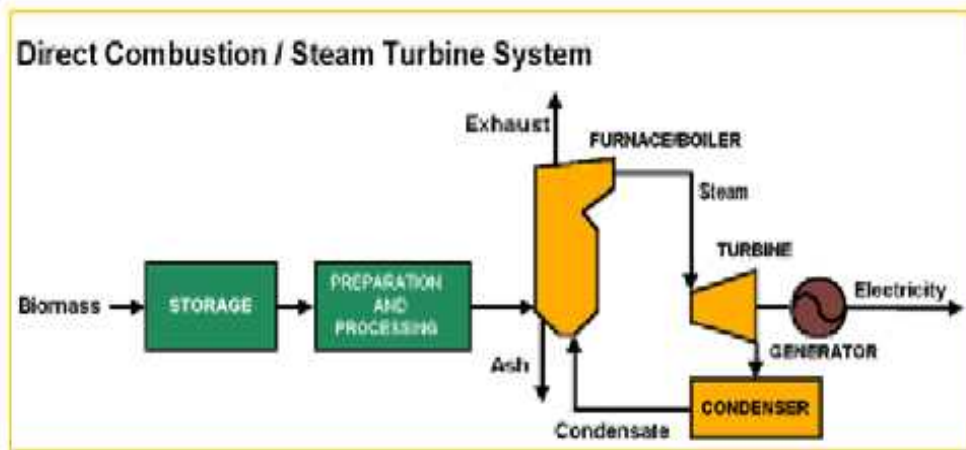 Direct Combustion / Steam Turbine System
Exhaust
FURNACE/BOILER
Steam
TURBINE
Biomass
STORAGE
PREPARATION
AND
PROCESSING
Electricity
GENERATOR
Ash
CONDENSER
Condensate